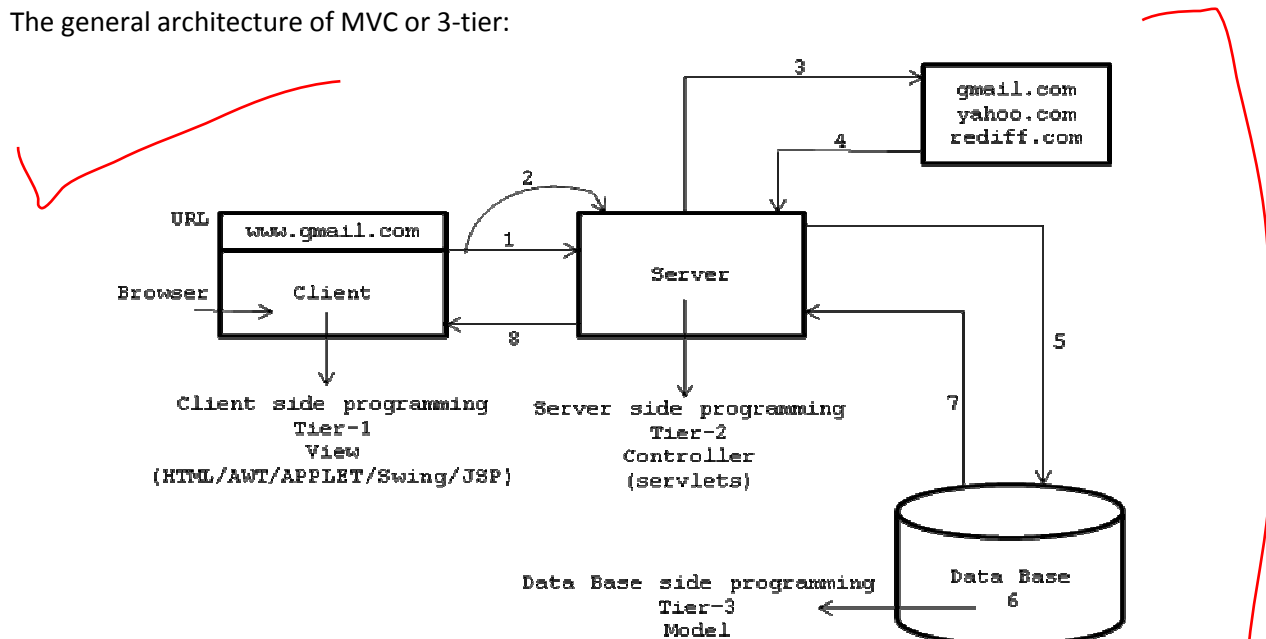 The general architecture of MVC or 3-tier:
3
gmail.com
yahoo.com
rediff.com
4
2
URL
www.gmail.com
1
Server
Browser
Client
8
5
Client side programming
Tier-1
View
(HTML/AWT/APPLET/Swing/JSP)
Server side programming
Tier-2
Controller
(servlets)
7
Data Base
6
Data Base side programming
Tier-3
Model